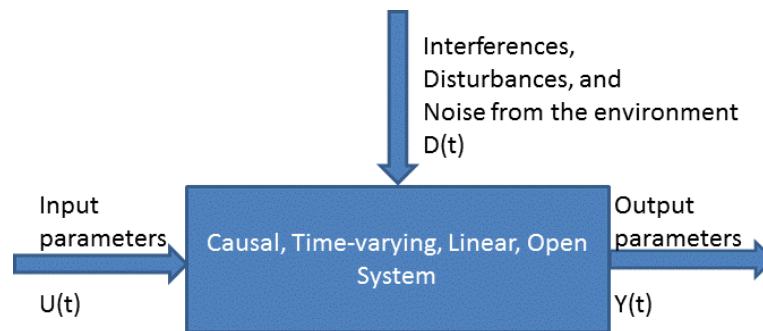 Interferences,
Disturbances, and
Noise from the environment
D(t)
Input
parameters
U(t)
Causal, Time-varying, Linear, Open
System
Output
parameters
Y(t)